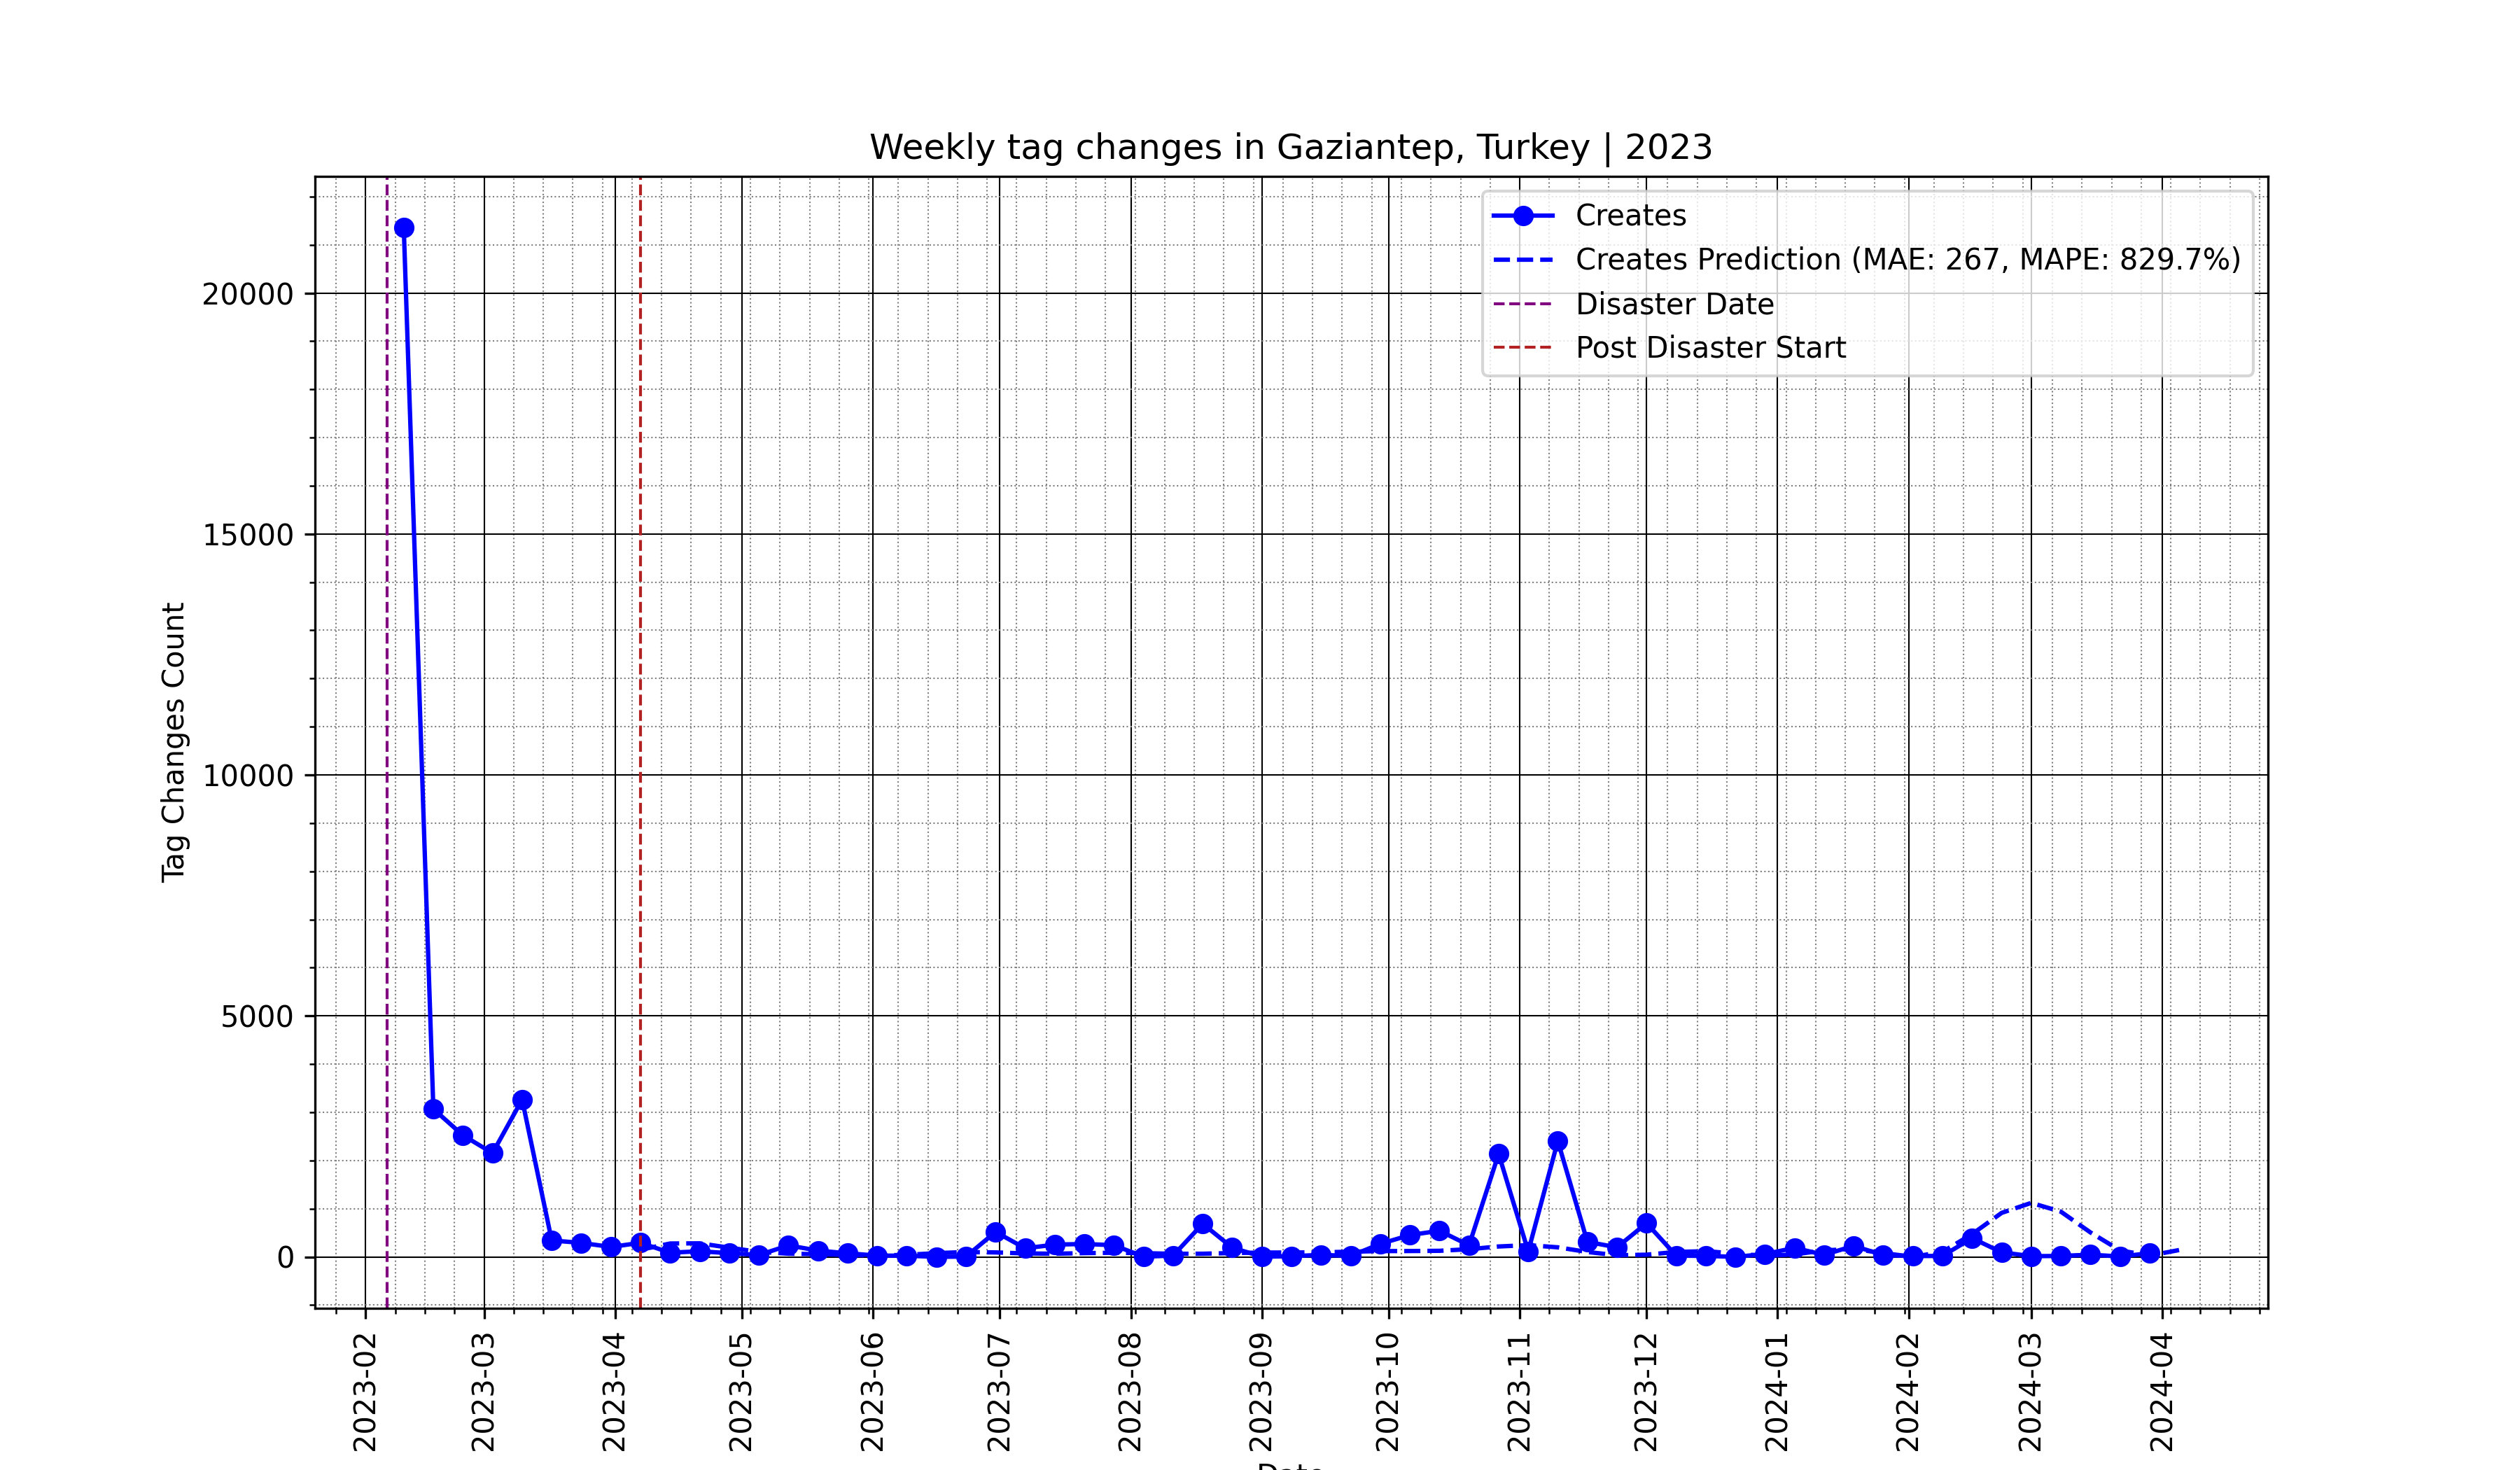 Weekly tag changes in Gaziantep, Turkey | 2023
Creates
Creates Prediction (MAE: 267, MAPE: 829.7%)
Disaster Date
Post Disaster Start
Tag Changes Count
20000
15000
10000
5000
0
2023-02
2023-03
2023-04
2023-05
2023-06
2023-07
2023-08
2023-09
2023-10
2023-11
2023-12
2024-01
2024-02
2024-03
2024-04
Date